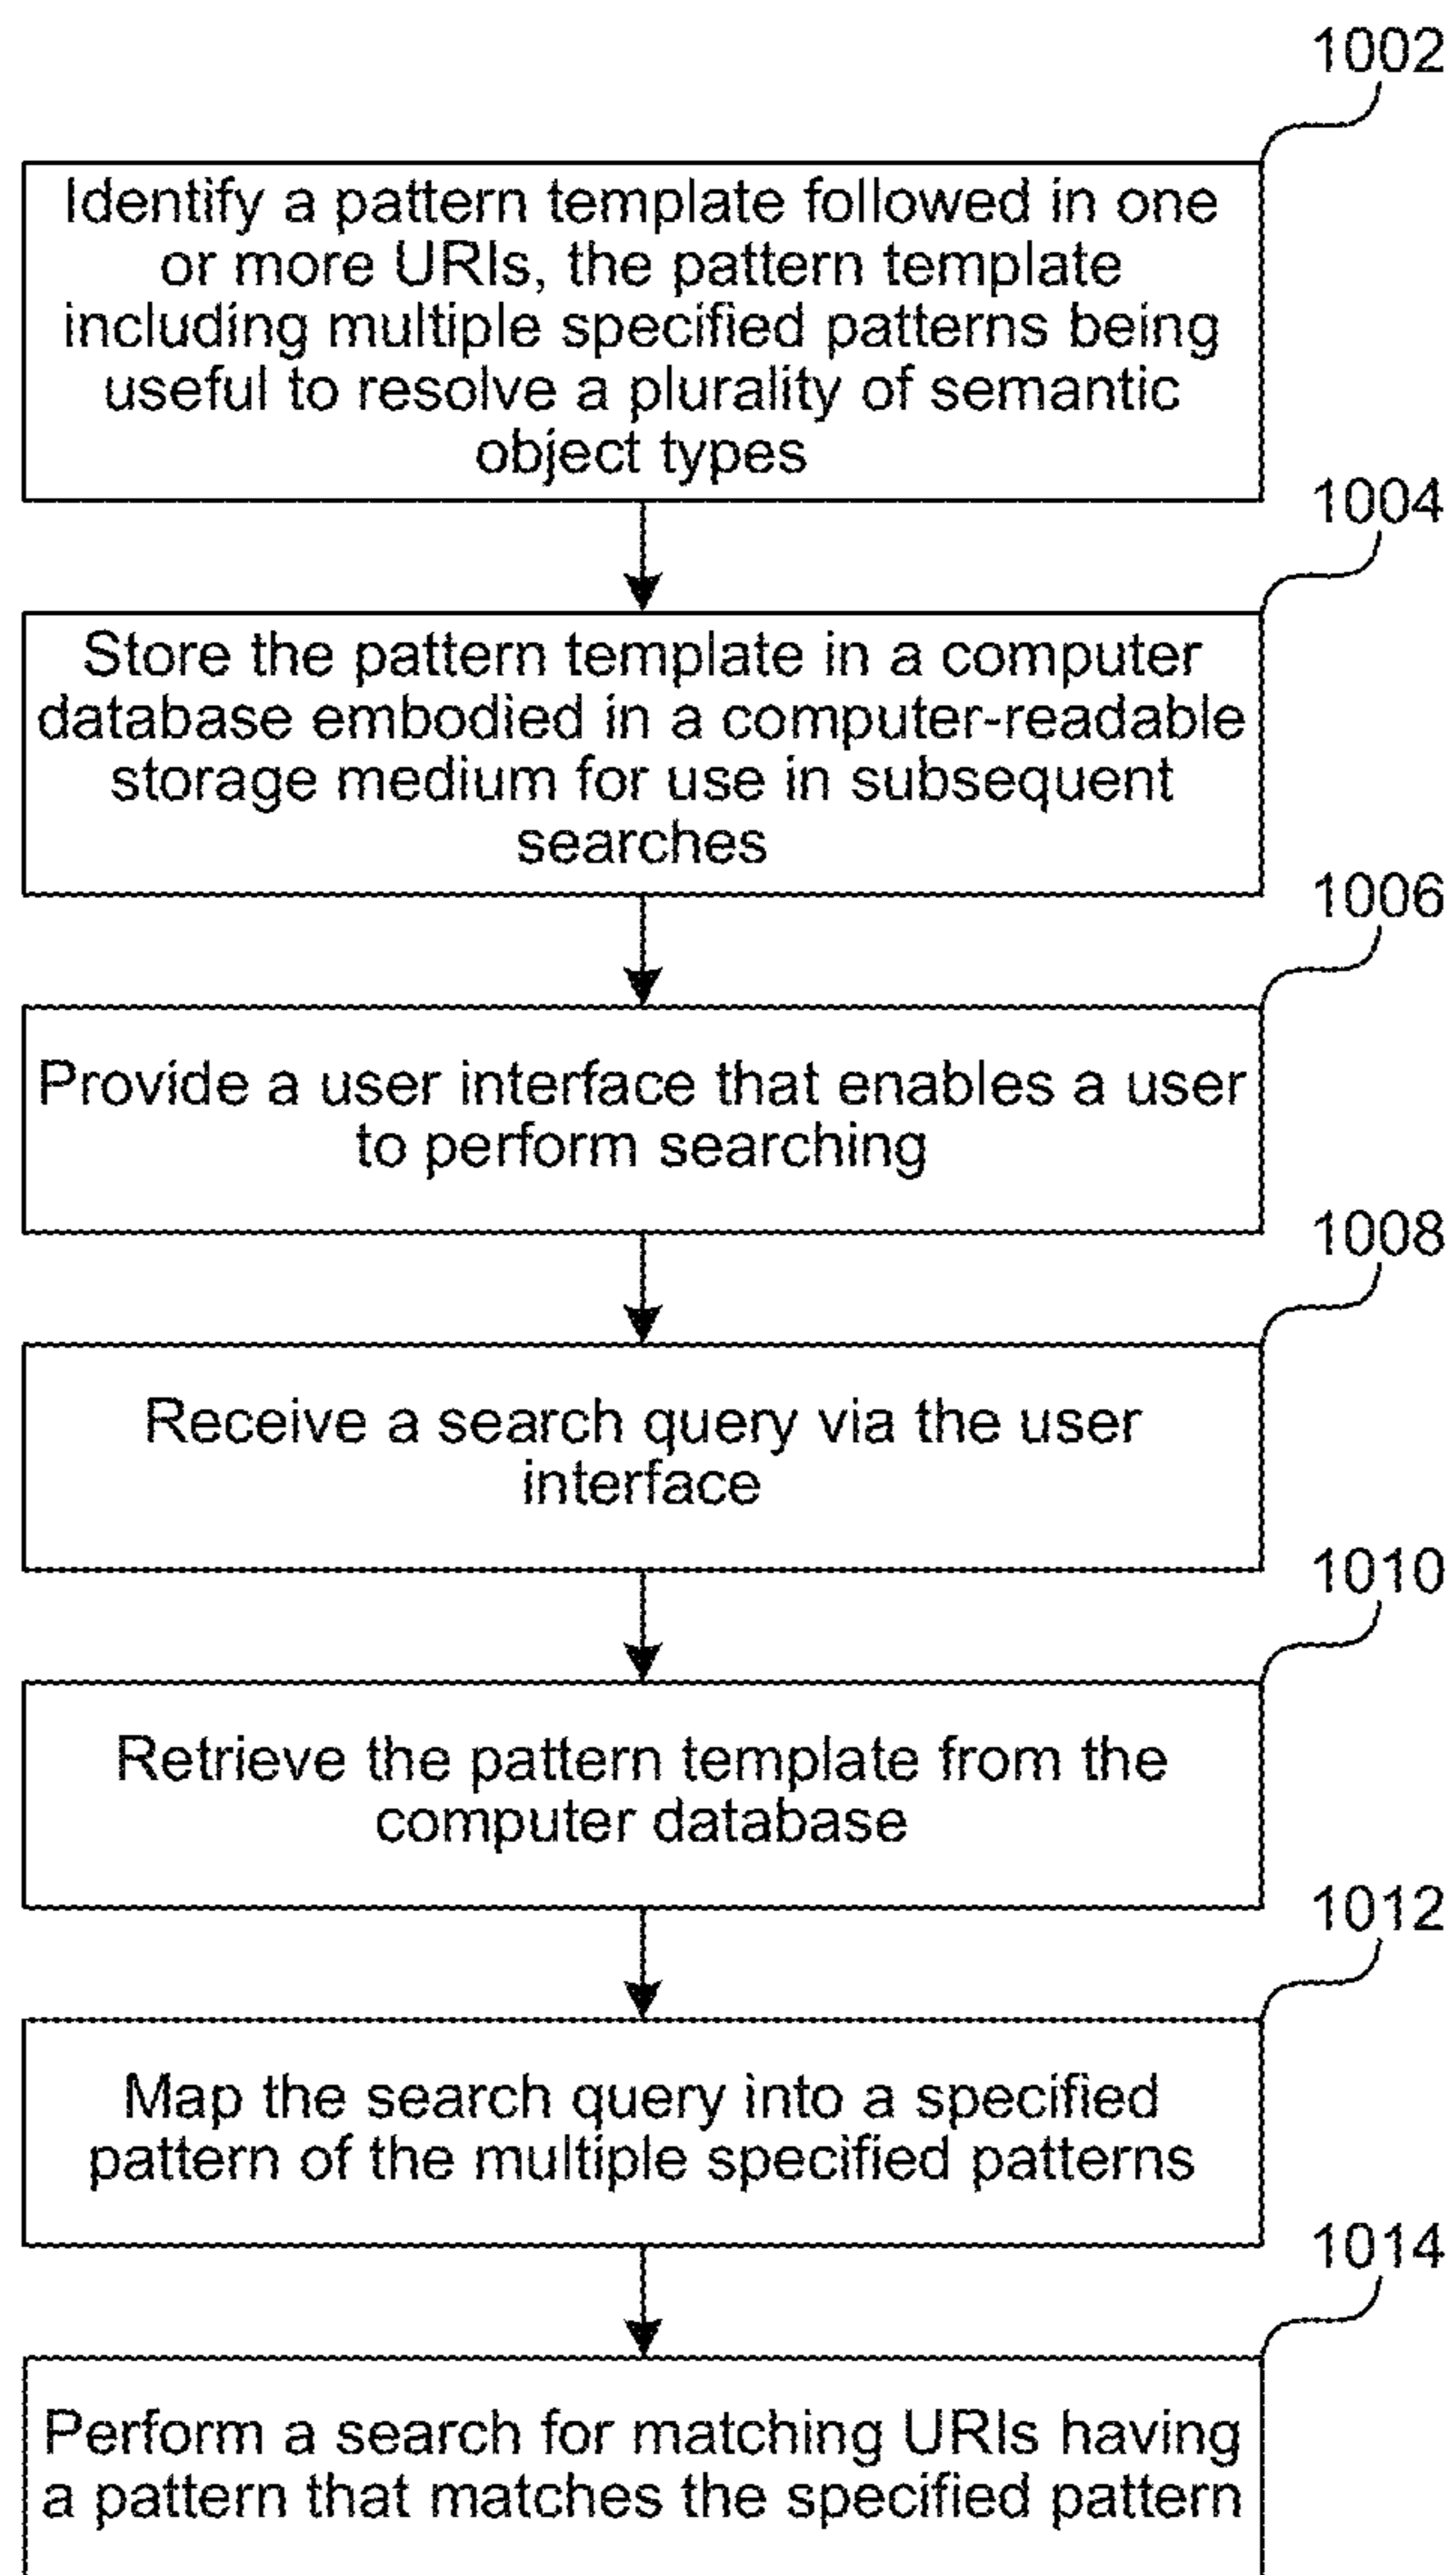 1002
Identify a pattern template followed in one
or more URIs, the pattern template
including multiple specified patterns being
useful to resolve a plurality of semantic
object types
1004
Store the pattern template in a computer
database embodied in a computer-readable
storage medium for use in subsequent
searches
1006
Provide a user interface that enables a user
to perform searching
1008
Receive a search query via the user
interface
1010
Retrieve the pattern template from the
computer database
1012
Map the search query into a specified
pattern of the multiple specified patterns
1014
Perform a search for matching URIs having
a pattern that matches the specified pattern